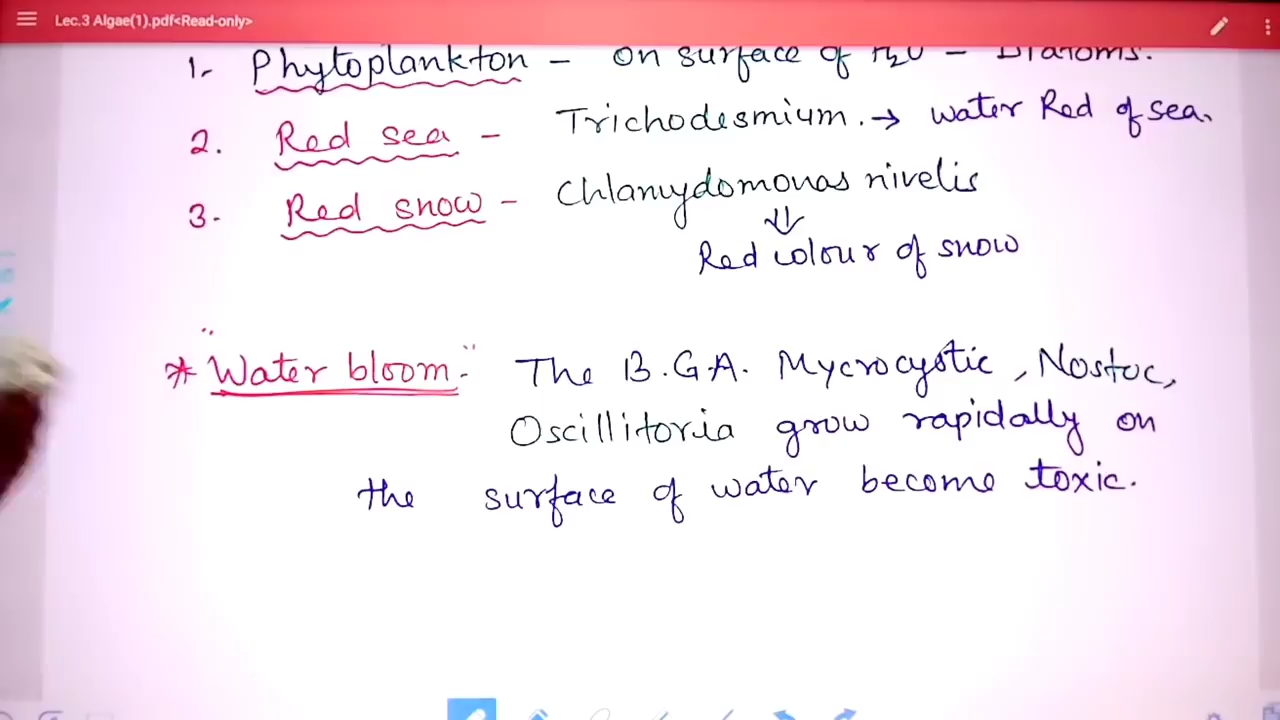 Lec.3 Algae(1).pdf<Read-only>
1. Phytoplankton - on surface of H2O - Diatoms.
2. Red sea - Trichodesmium. → water Red of sea.
3. Red snow - Chlamydomonas nivelis
⇓
Red colour of snow
* "Water bloom:" The B.G.A. Mycrocystic, Nostoc,
Oscillitoria grow rapidally on
the surface of water become toxic.